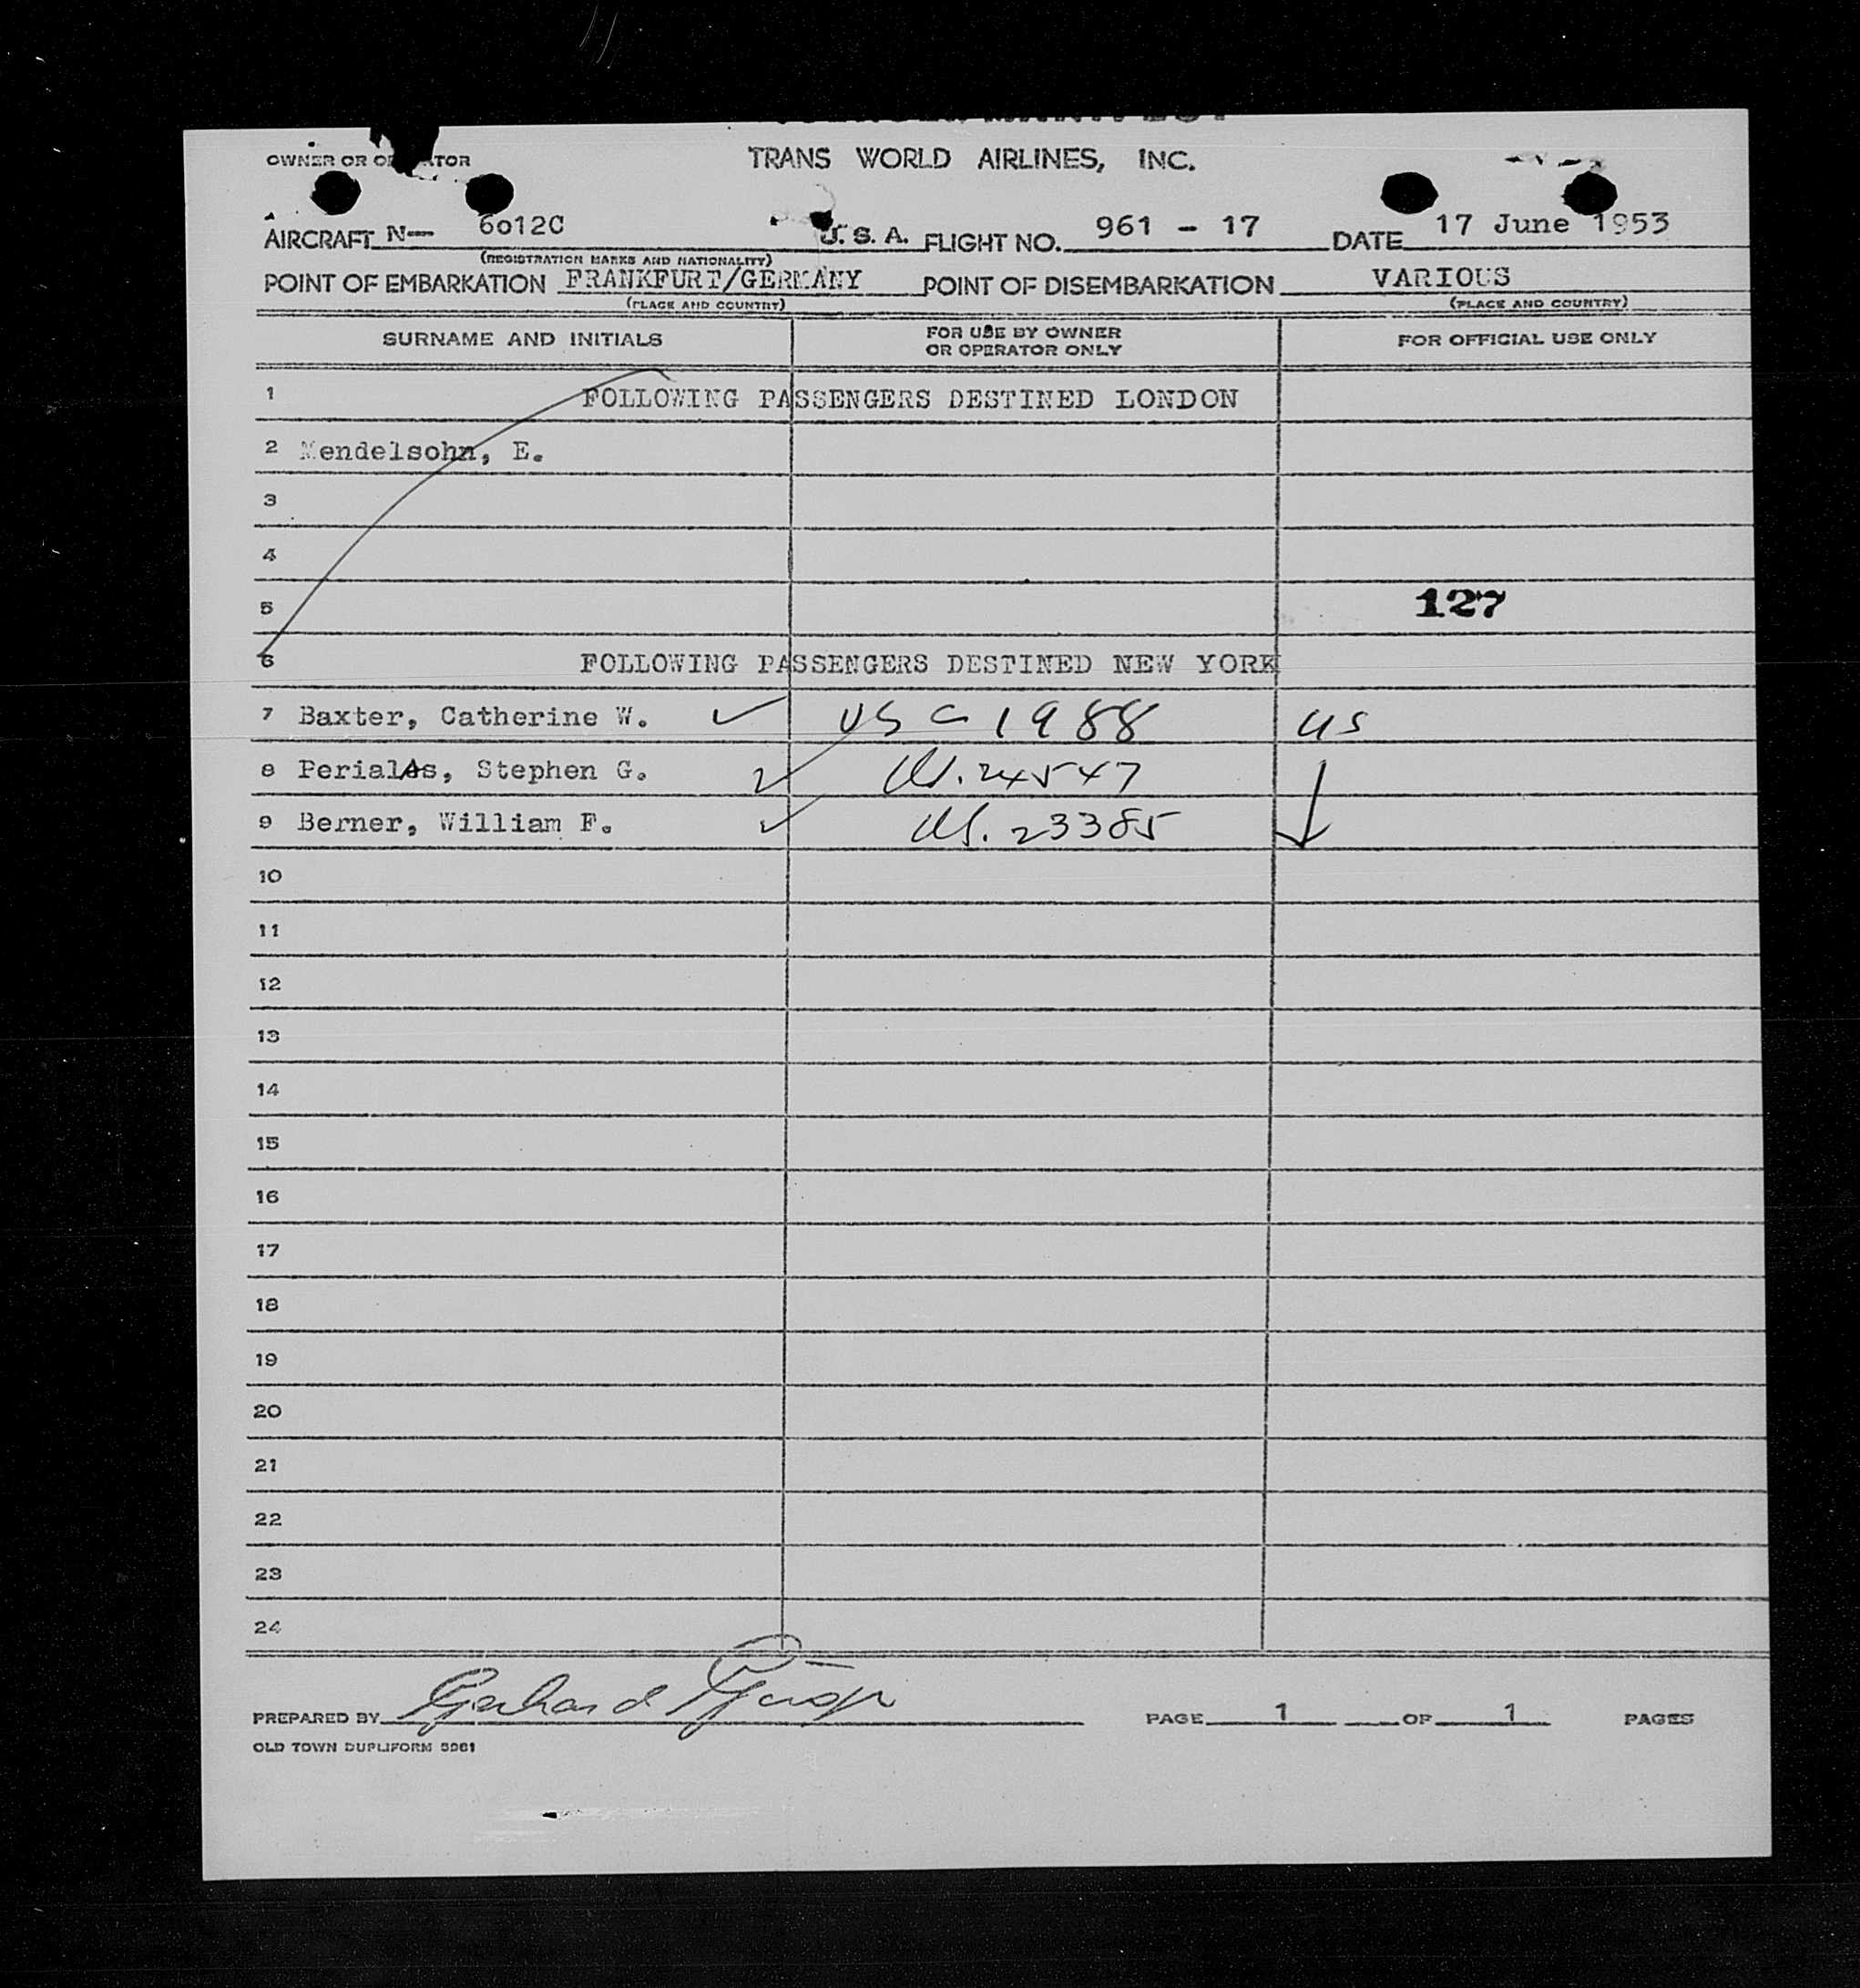 OWNER OR OPERATOR
TRANS WORLD AIRLINES, INC.
AIRCRAFT N— 6o12C U. S. A. FLIGHT NO. 961 - 17 DATE 17 June 1953
(REGISTRATION MARKS AND NATIONALITY)
POINT OF EMBARKATION FRANKFURT/GERMANY POINT OF DISEMBARKATION VARIOUS
(PLACE AND COUNTRY) (PLACE AND COUNTRY)
SURNAME AND INITIALS FOR USE BY OWNER OR OPERATOR ONLY FOR OFFICIAL USE ONLY
1 FOLLOWING PASSENGERS DESTINED LONDON
2 Mendelsohn, E.
3
4
5 127
6 FOLLOWING PASSENGERS DESTINED NEW YORK
7 Baxter, Catherine W. ✓ USC 1988 US
8 Perialas, Stephen G. ✓ 24547
9 Berner, William F. ✓ 23385
10
11
12
13
14
15
16
17
18
19
20
21
22
23
24
PREPARED BY Gerhard PAGE 1 OF 1 PAGES
OLD TOWN DUPLIFORM 5061